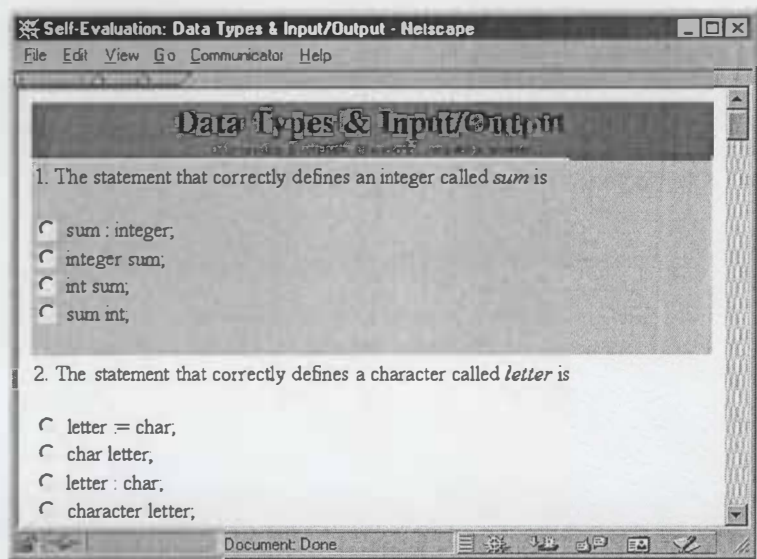 Self-Evaluation: Data Types & Input/Output - Netscape
File Edit View Go Communicator Help
Data Types & Input/Output
1. The statement that correctly defines an integer called sum is
sum : integer;
integer sum;
int sum;
sum int;
2. The statement that correctly defines a character called letter is
letter := char;
char letter;
letter : char;
character letter;
Document: Done